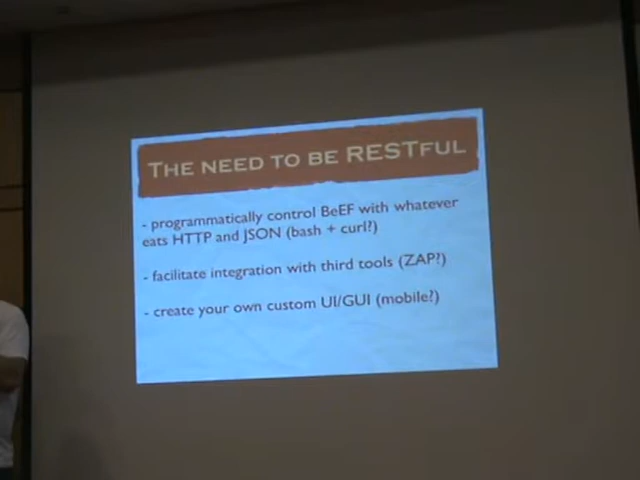 THE NEED TO BE RESTFUL
- programmatically control BeEF with whatever
eats HTTP and JSON (bash + curl?)
- facilitate integration with third tools (ZAP?)
- create your own custom UI/GUI (mobile?)